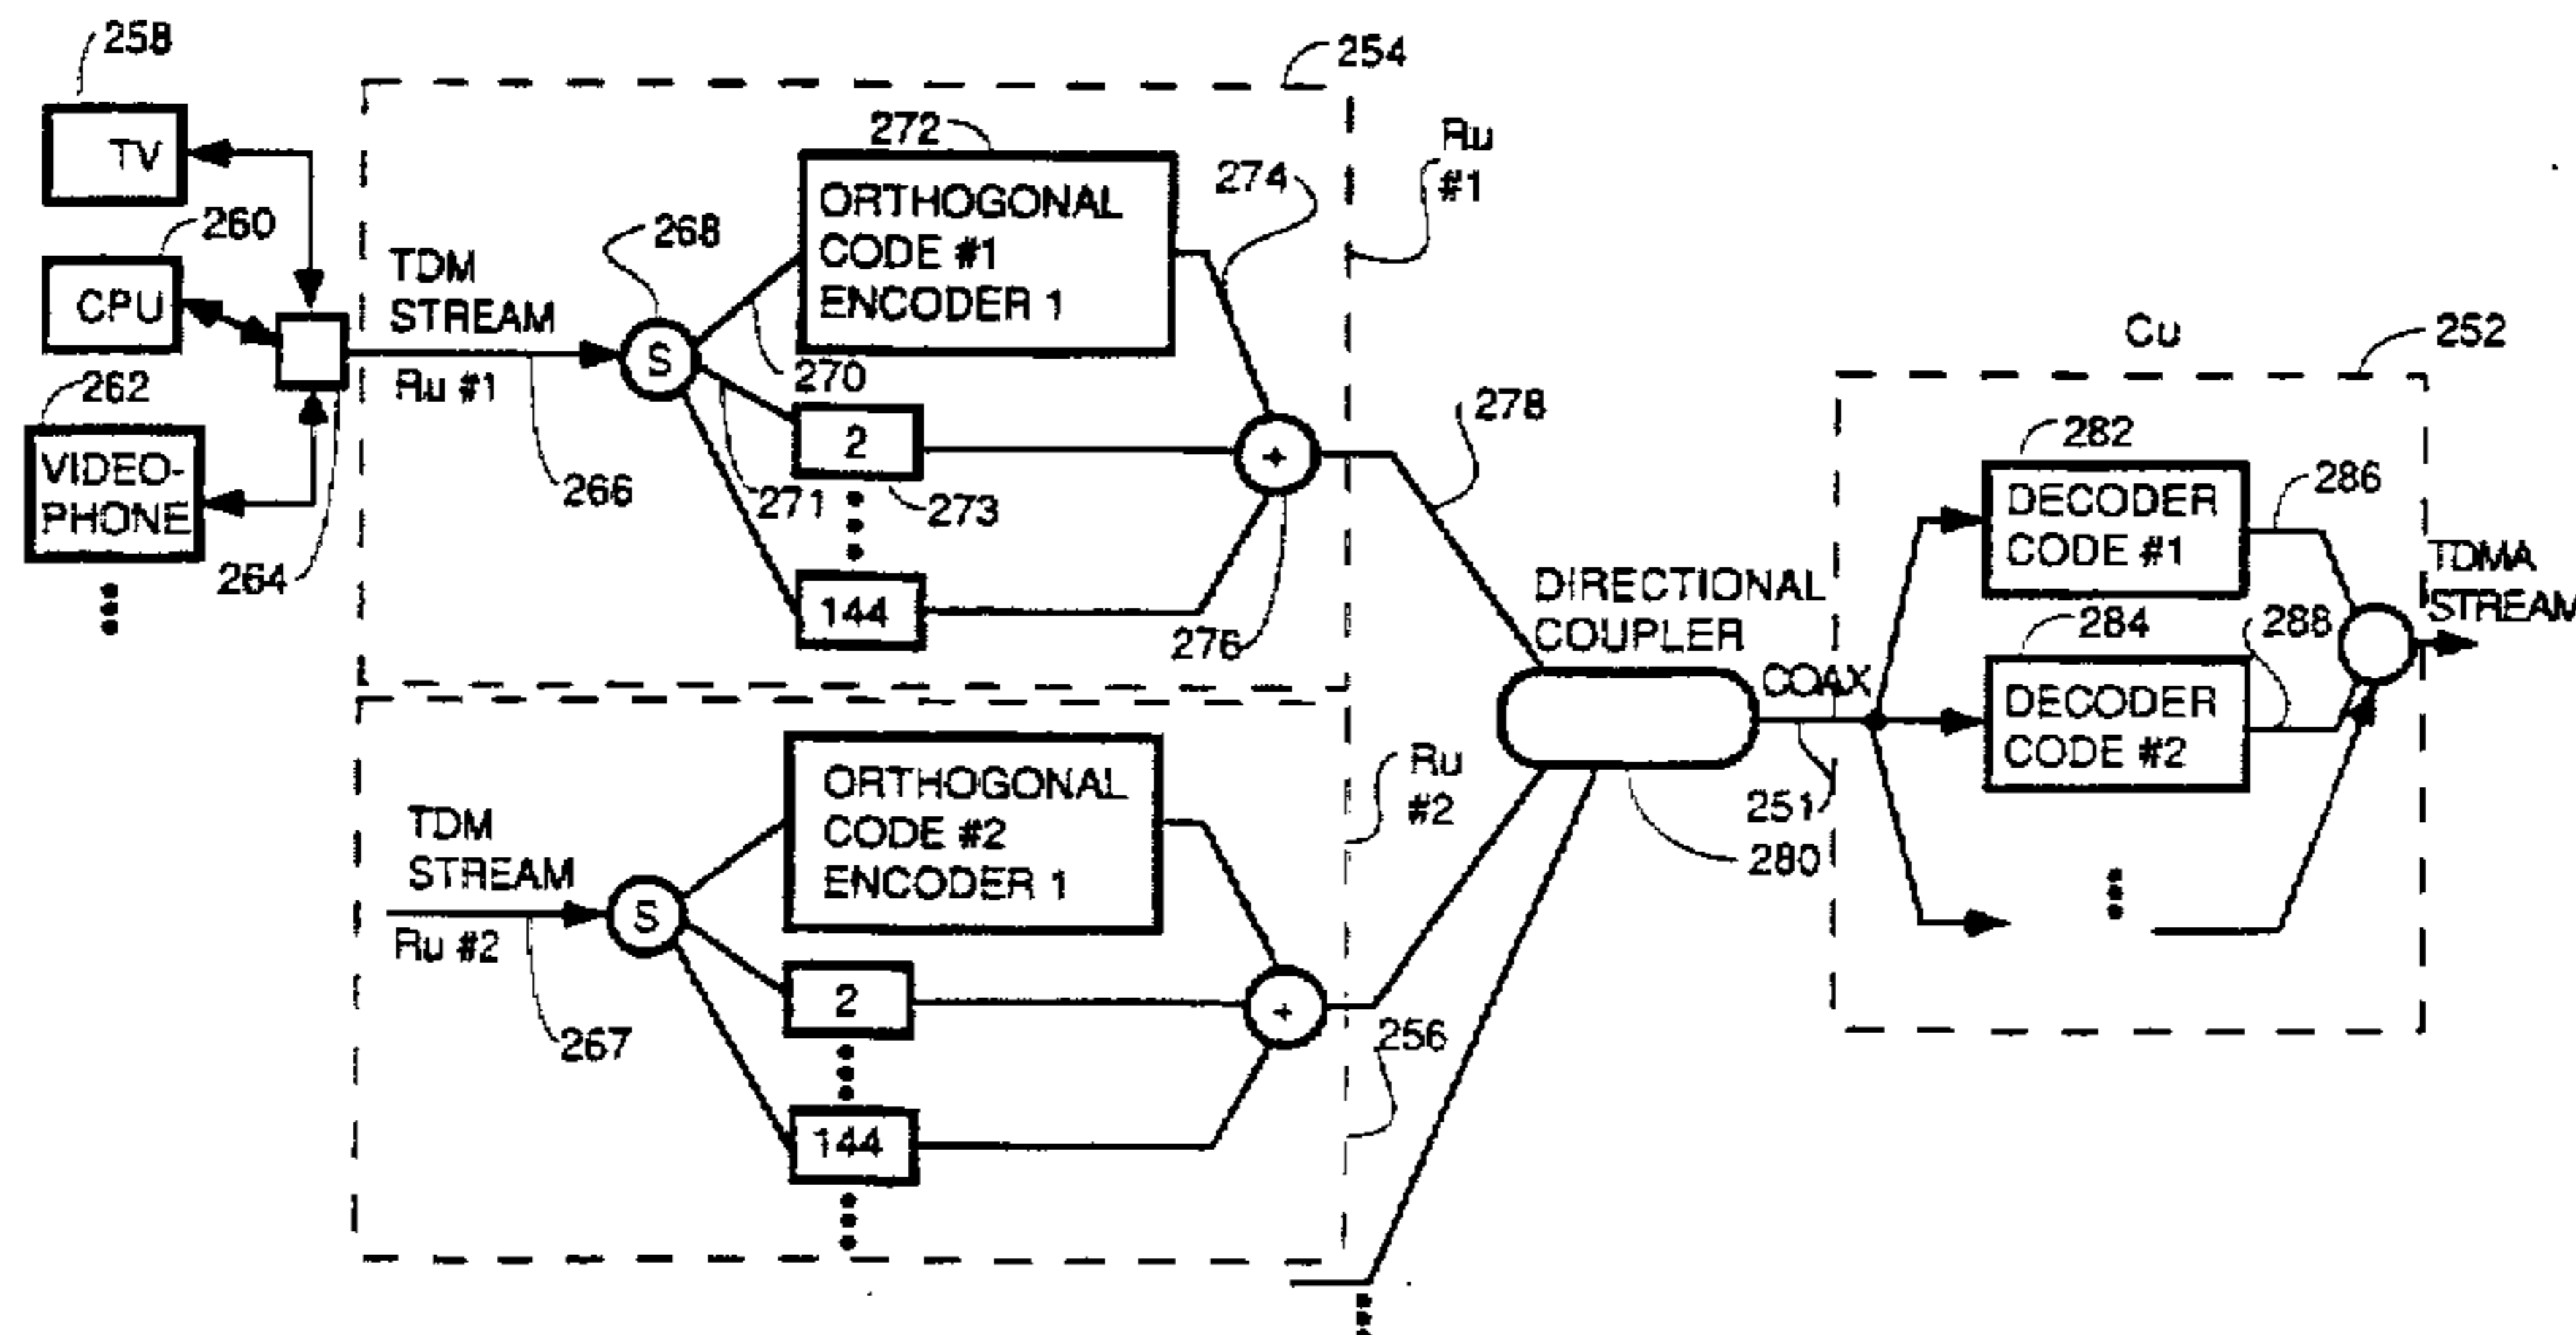 258
TV
260
CPU
262
VIDEO-
PHONE
264
254
TDM
STREAM
Ru #1
266
268
270
271
272
ORTHOGONAL
CODE #1
ENCODER 1
2
273
144
274
+
276
Ru
#1
278
S
TDM
STREAM
Ru #2
267
S
ORTHOGONAL
CODE #2
ENCODER 1
2
144
+
Ru
#2
256
DIRECTIONAL
COUPLER
280
COAX
251
Cu
252
282
DECODER
CODE #1
286
284
DECODER
CODE #2
288
TDMA
STREAM